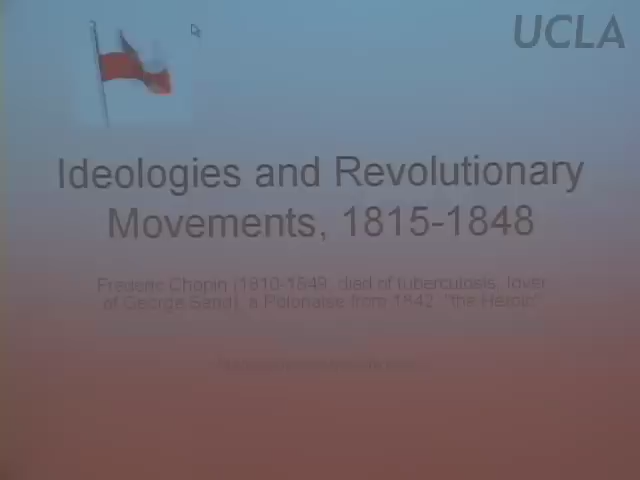 UCLA
Ideologies and Revolutionary
Movements, 1815-1848
Frederic Chopin (1810-1849, died of tuberculosis, lover
of George Sand), a Polonaise from 1842, "the Heroic"